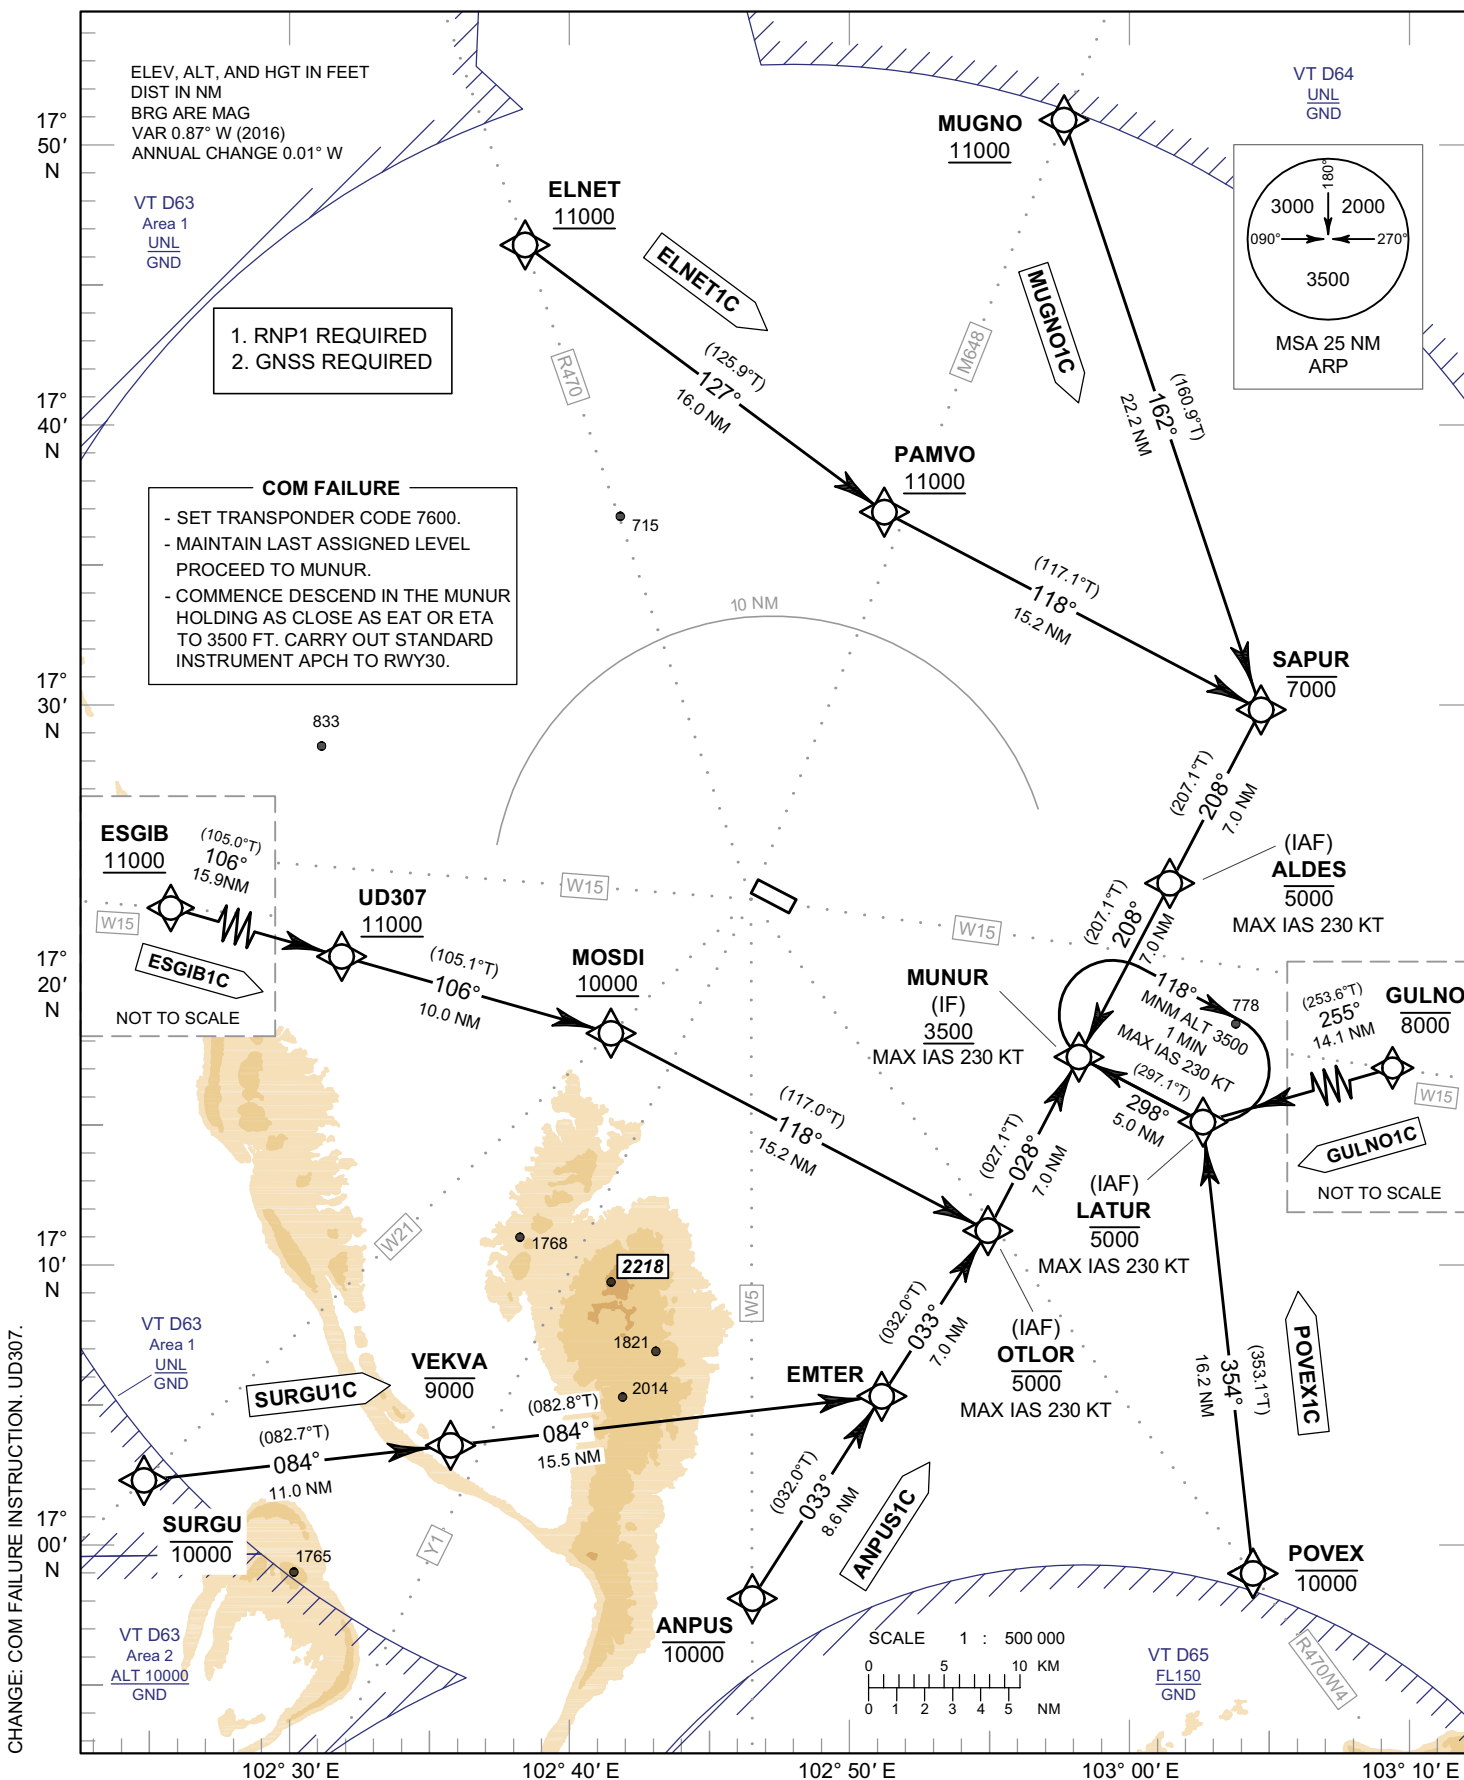 ELEV, ALT, AND HGT IN FEET
DIST IN NM
BRG ARE MAG
VAR 0.87° W (2016)
ANNUAL CHANGE 0.01° W
VT D63
Area 1
UNL
GND
1. RNP1 REQUIRED
2. GNSS REQUIRED
COM FAILURE
- SET TRANSPONDER CODE 7600.
- MAINTAIN LAST ASSIGNED LEVEL
PROCEED TO MUNUR.
- COMMENCE DESCEND IN THE MUNUR
HOLDING AS CLOSE AS EAT OR ETA
TO 3500 FT. CARRY OUT STANDARD
INSTRUMENT APCH TO RWY30.
VT D64
UNL
GND
3000
2000
180°
090°
270°
3500
MSA 25 NM
ARP
MUGNO
11000
ELNET
11000
ELNET1C
MUGNO1C
R470
M648
(125.9°T)
127°
16.0 NM
(160.9°T)
162°
22.2 NM
PAMVO
11000
715
(117.1°T)
118°
15.2 NM
10 NM
SAPUR
7000
833
(207.1°T)
208°
7.0 NM
ESGIB
11000
(105.0°T)
106°
15.9NM
W15
ESGIB1C
NOT TO SCALE
UD307
11000
W15
(105.1°T)
106°
10.0 NM
MOSDI
10000
W15
(IAF)
ALDES
5000
MAX IAS 230 KT
(207.1°T)
208°
7.0 NM
MUNUR
(IF)
3500
MAX IAS 230 KT
118°
MNM ALT 3500
1 MIN
MAX IAS 230 KT
778
(297.1°T)
298°
5.0 NM
(253.6°T)
255°
14.1 NM
GULNO
8000
W15
GULNO1C
NOT TO SCALE
(117.0°T)
118°
15.2 NM
(027.1°T)
028°
7.0 NM
(IAF)
LATUR
5000
MAX IAS 230 KT
W21
1768
2218
W5
1821
2014
(032.0°T)
033°
7.0 NM
(IAF)
OTLOR
5000
MAX IAS 230 KT
POVEX1C
(353.1°T)
354°
16.2 NM
VT D63
Area 1
UNL
GND
SURGU1C
VEKVA
9000
EMTER
(082.7°T)
084°
11.0 NM
(082.8°T)
084°
15.5 NM
SURGU
10000
1765
Y1
(032.0°T)
033°
8.6 NM
ANPUS1C
POVEX
10000
VT D63
Area 2
ALT 10000
GND
ANPUS
10000
SCALE 1 : 500 000
0 5 10 KM
0 1 2 3 4 5 NM
VT D65
FL150
GND
R470/W4
17°
50′
N
17°
40′
N
17°
30′
N
17°
20′
N
17°
10′
N
17°
00′
N
102° 30′ E
102° 40′ E
102° 50′ E
103° 00′ E
103° 10′ E
CHANGE: COM FAILURE INSTRUCTION. UD307.